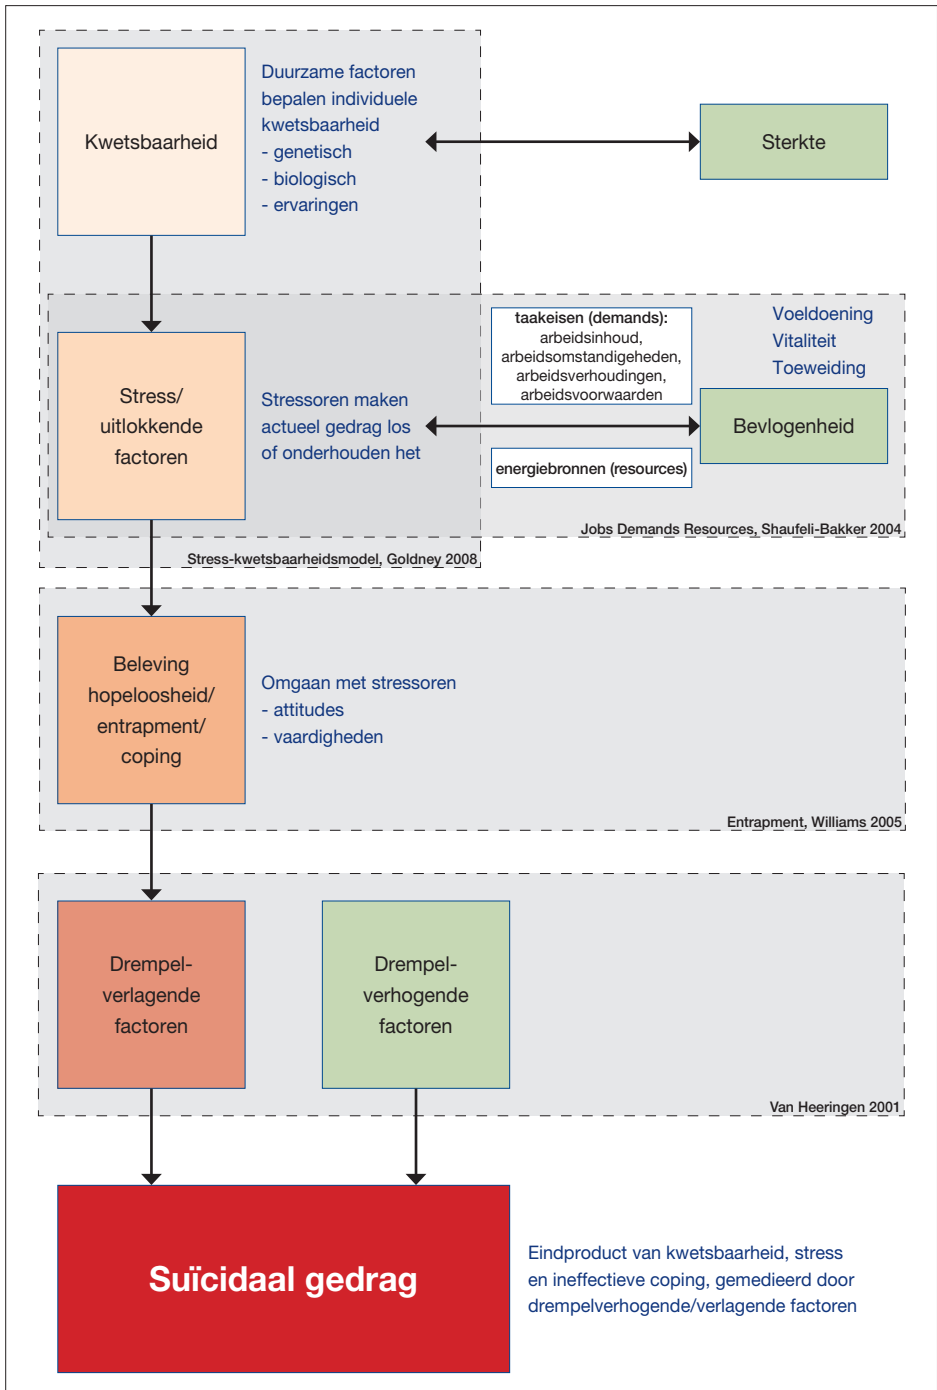 Kwetsbaarheid
Duurzame factoren
bepalen individuele
kwetsbaarheid
- genetisch
- biologisch
- ervaringen
Sterkte
Stress/
uitlokkende
factoren
Stressoren maken
actueel gedrag los
of onderhouden het
taakeisen (demands):
arbeidsinhoud,
arbeidsomstandigeheden,
arbeidsverhoudingen,
arbeidsvoorwaarden
energiebronnen (resources)
Voeldoening
Vitaliteit
Toeweiding
Bevlogenheid
Jobs Demands Resources, Shaufeli-Bakker 2004
Stress-kwetsbaarheidsmodel, Goldney 2008
Beleving
hopeloosheid/
entrapment/
coping
Omgaan met stressoren
- attitudes
- vaardigheden
Entrapment, Williams 2005
Drempel-
verlagende
factoren
Drempel-
verhogende
factoren
Van Heeringen 2001
Suïcidaal gedrag
Eindproduct van kwetsbaarheid, stress
en ineffectieve coping, gemedieerd door
drempelverhogende/verlagende factoren